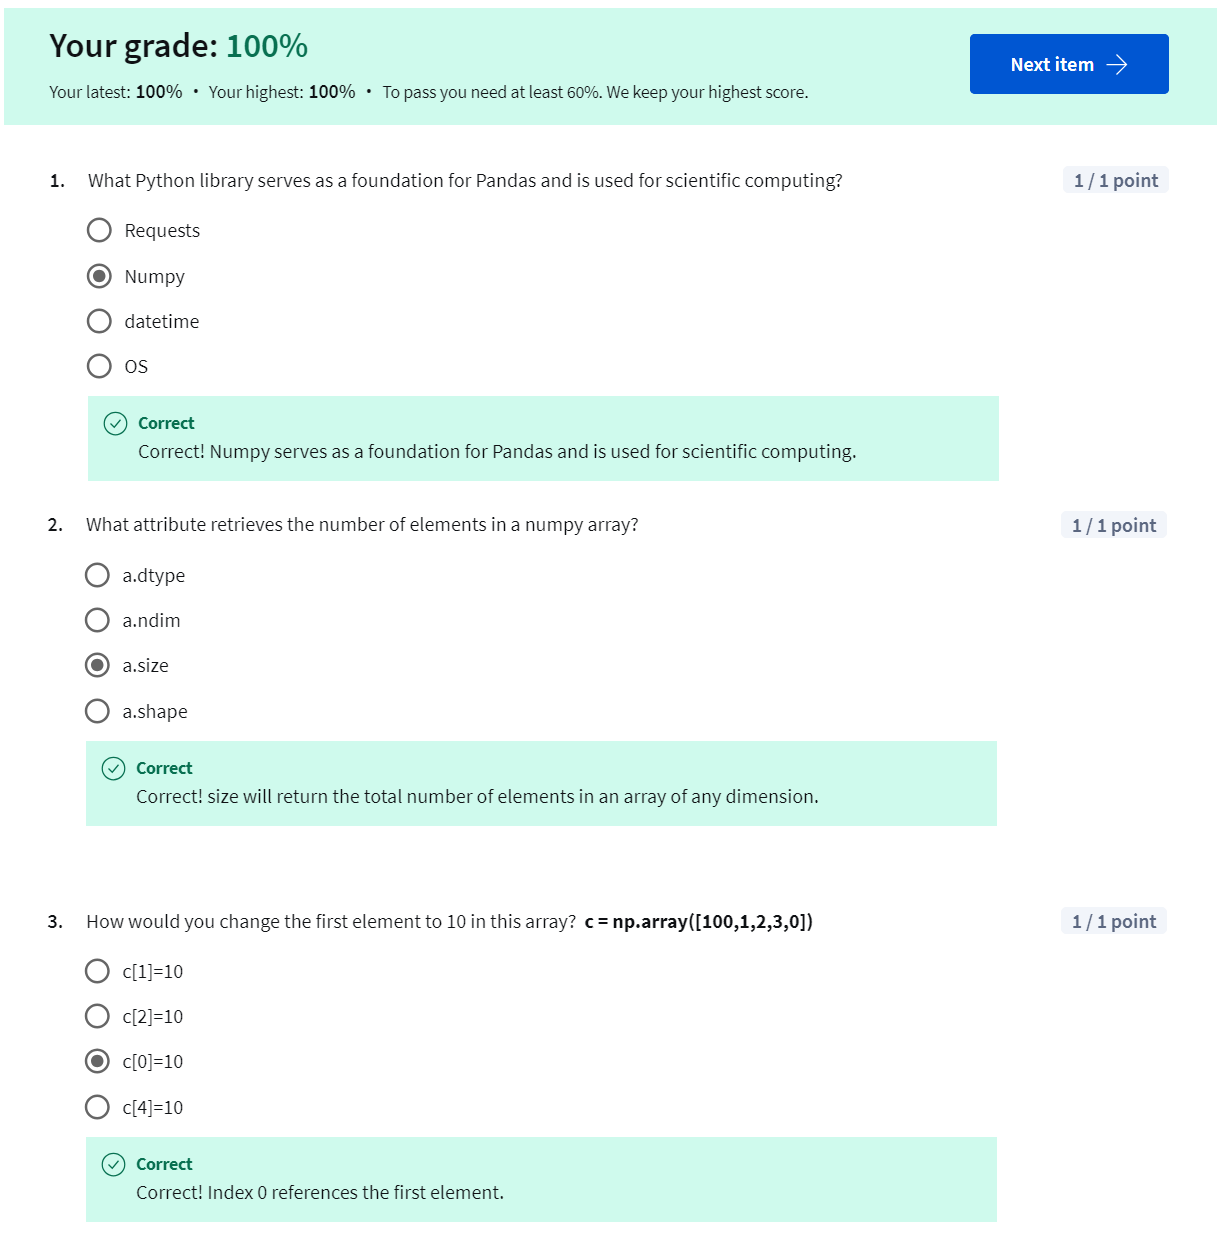 Your grade: 100%
Next item
Your latest: 100% • Your highest: 100% • To pass you need at least 60%. We keep your highest score.
1. What Python library serves as a foundation for Pandas and is used for scientific computing?
1 / 1 point
Requests
Numpy
datetime
OS
Correct
Correct! Numpy serves as a foundation for Pandas and is used for scientific computing.
2. What attribute retrieves the number of elements in a numpy array?
1 / 1 point
a.dtype
a.ndim
a.size
a.shape
Correct
Correct! size will return the total number of elements in an array of any dimension.
3. How would you change the first element to 10 in this array? c = np.array([100,1,2,3,0])
1 / 1 point
c[1]=10
c[2]=10
c[0]=10
c[4]=10
Correct
Correct! Index 0 references the first element.